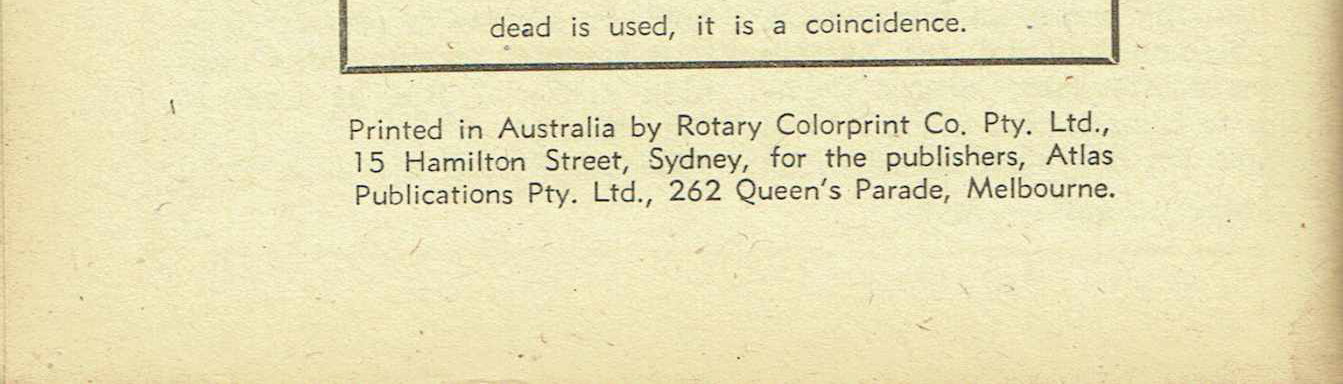 dead is used, it is a coincidence.
Printed in Australia by Rotary Colorprint Co. Pty. Ltd.,
15 Hamilton Street, Sydney, for the publishers, Atlas
Publications Pty. Ltd., 262 Queen's Parade, Melbourne.